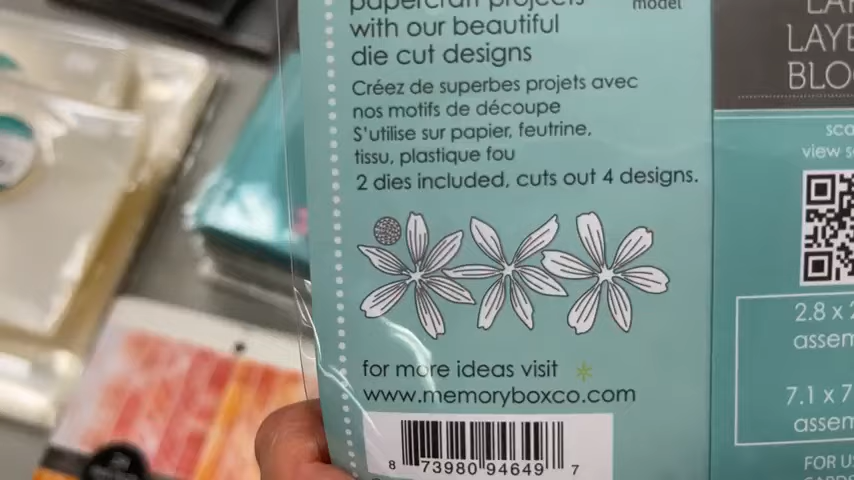 papercraft projects
with our beautiful
die cut designs
model
Créez de superbes projets avec
nos motifs de découpe
S'utilise sur papier, feutrine,
tissu, plastique fou
2 dies included, cuts out 4 designs.
for more ideas visit
www.memoryboxco.com
8 73980 94649 7
LAYE
BLO
sca
view s
2.8 x 2
assem
7.1 x 7
assem
FOR U